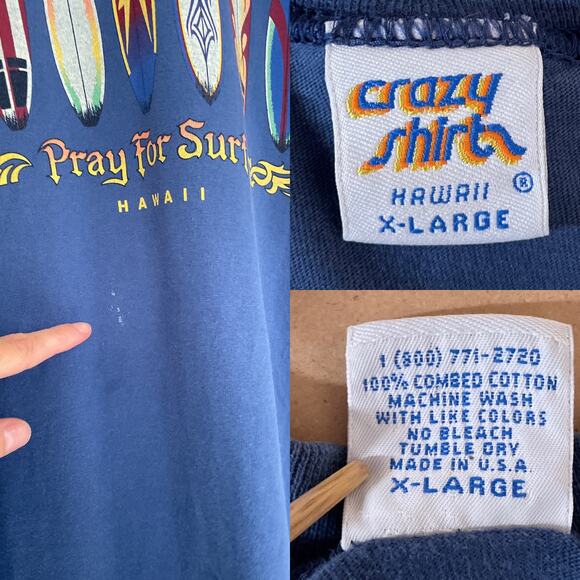 Pray For Surf
HAWAII
crazy
shirts
HAWAII ®
X-LARGE
1 (800) 771-2720
100% COMBED COTTON
MACHINE WASH
WITH LIKE COLORS
NO BLEACH
TUMBLE DRY
MADE IN U.S.A.
X-LARGE